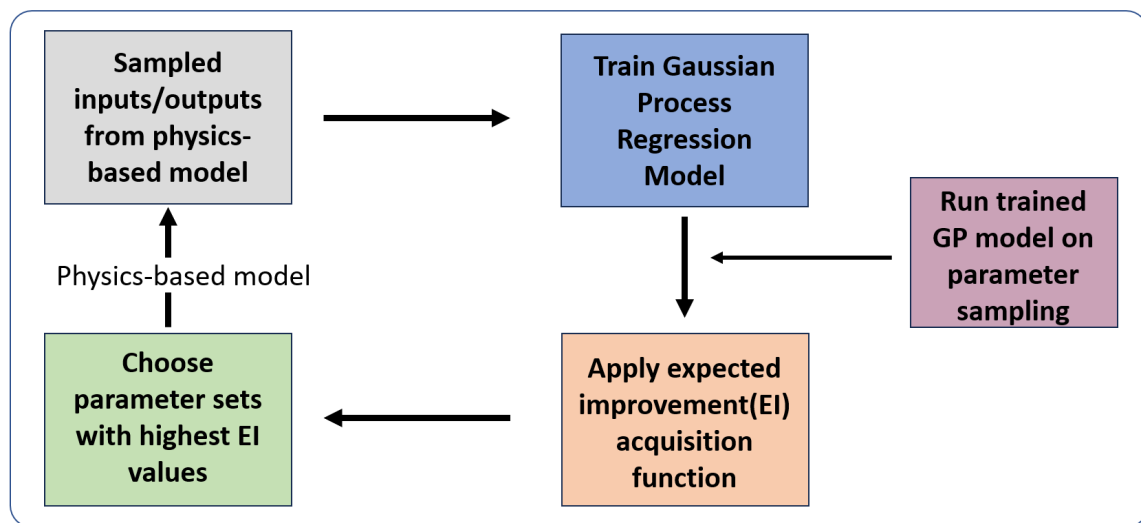 Sampled
inputs/outputs
from physics-
based model
Train Gaussian
Process
Regression
Model
Run trained
GP model on
parameter
sampling
Physics-based model
Choose
parameter sets
with highest EI
values
Apply expected
improvement(EI)
acquisition
function